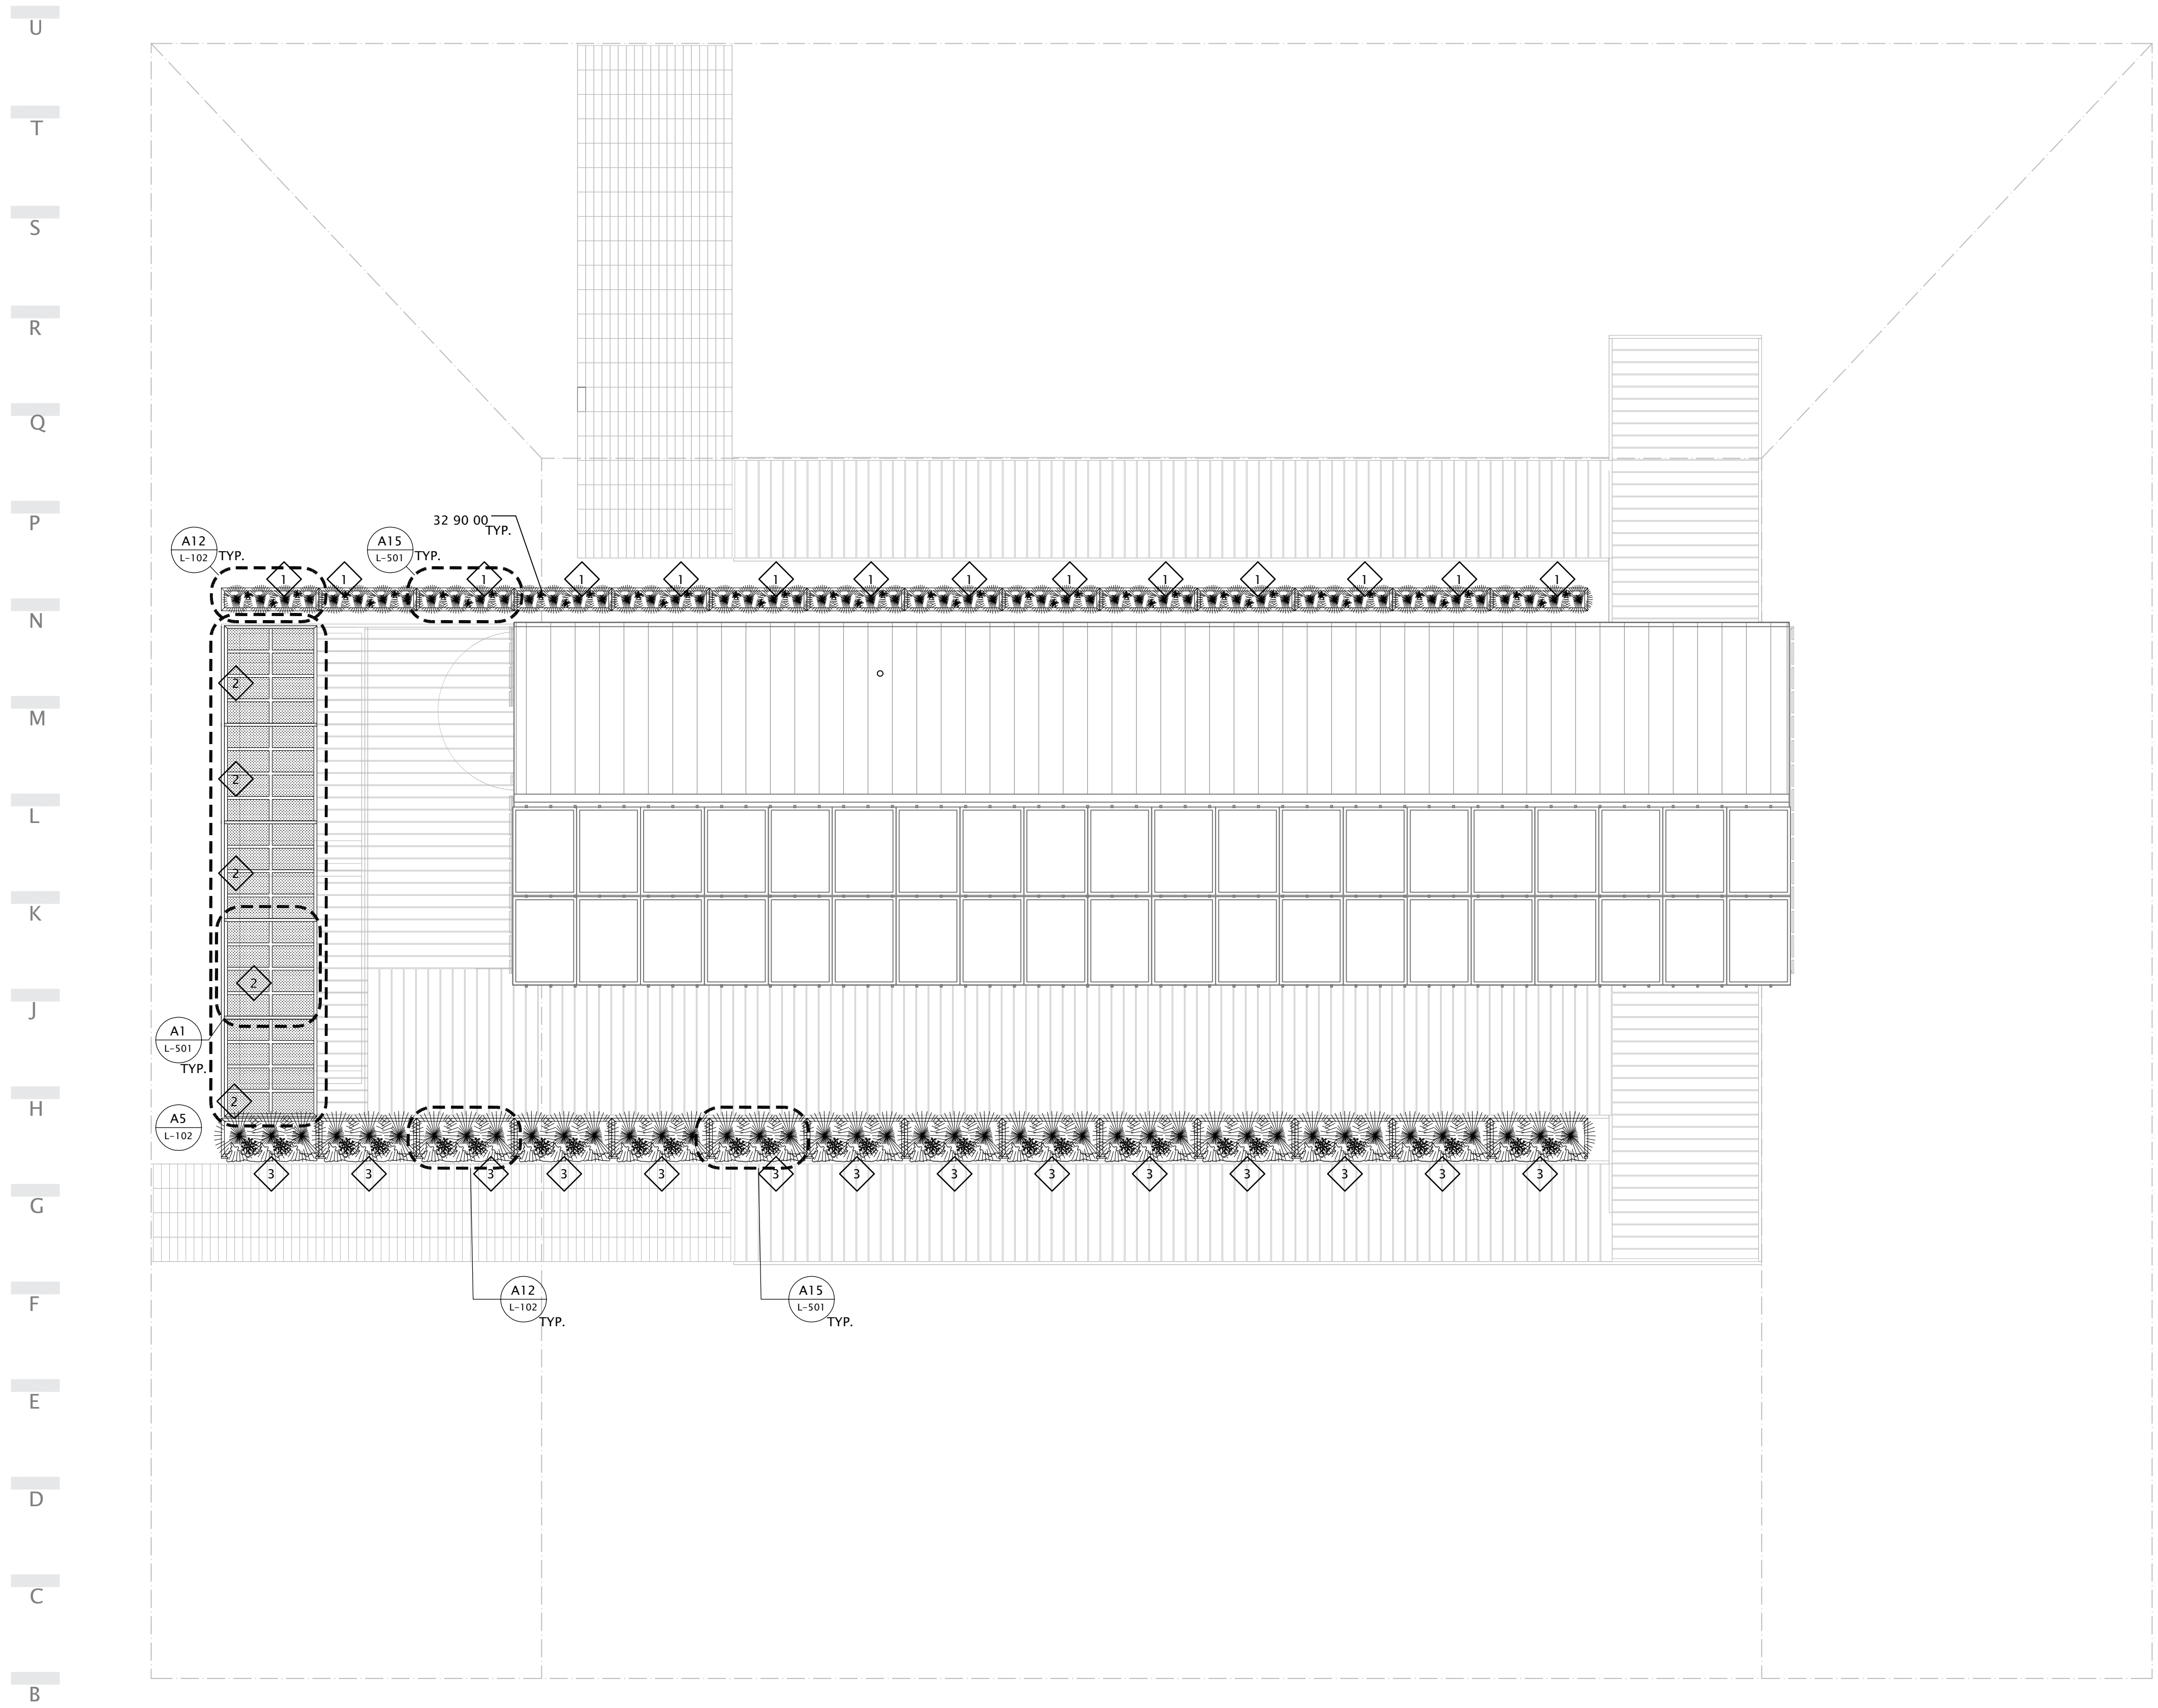 U
T
S
R
Q
P
N
M
L
K
J
H
G
F
E
D
C
B
32 90 00
TYP.
A12
L-102
TYP.
A15
L-501
TYP.
1 1 1 1 1 1 1 1 1 1 1 1 1 1
2
2
2
2
A1
L-501
TYP.
2
A5
L-102
3 3 3 3 3 3 3 3 3 3 3 3 3 3
A12
L-102
TYP.
A15
L-501
TYP.